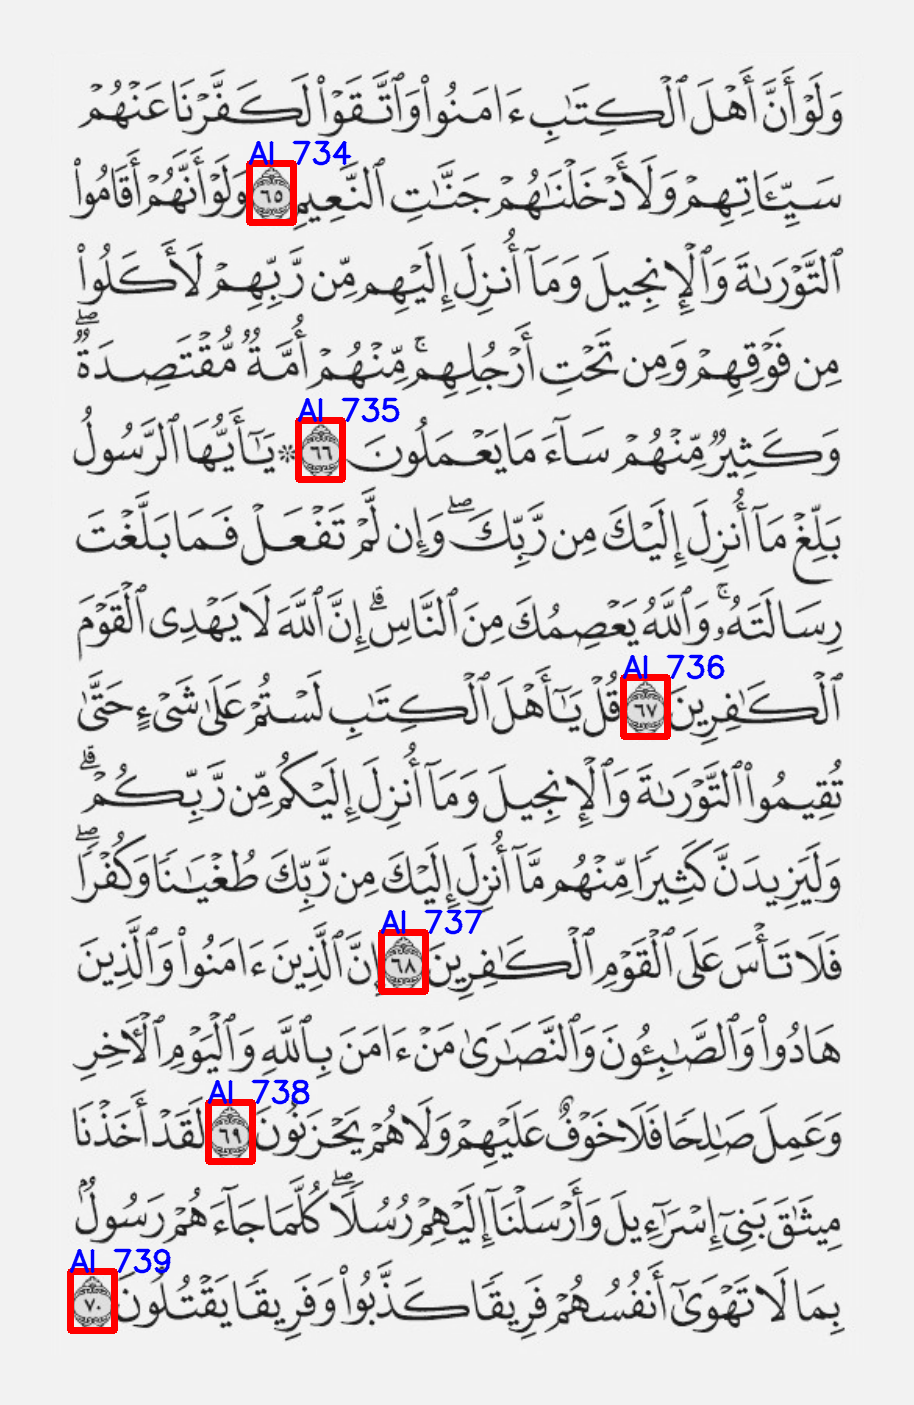 وَلَوۡ أَنَّ أَهۡلَ ٱلۡكِتَٰبِ ءَامَنُواْ وَٱتَّقَوۡاْ لَكَفَّرۡنَا عَنۡهُمۡ
AI 734
سَيِّـَٔاتِهِمۡ وَلَأَدۡخَلۡنَٰهُمۡ جَنَّٰتِ ٱلنَّعِيمِ ٦٥ وَلَوۡ أَنَّهُمۡ أَقَامُواْ
ٱلتَّوۡرَىٰةَ وَٱلۡإِنجِيلَ وَمَآ أُنزِلَ إِلَيۡهِم مِّن رَّبِّهِمۡ لَأَكَلُواْ
مِن فَوۡقِهِمۡ وَمِن تَحۡتِ أَرۡجُلِهِمۚ مِّنۡهُمۡ أُمَّةٞ مُّقۡتَصِدَةٞۖ
AI 735
وَكَثِيرٞ مِّنۡهُمۡ سَآءَ مَا يَعۡمَلُونَ ٦٦ ۞ يَٰٓأَيُّهَا ٱلرَّسُولُ
بَلِّغۡ مَآ أُنزِلَ إِلَيۡكَ مِن رَّبِّكَۖ وَإِن لَّمۡ تَفۡعَلۡ فَمَا بَلَّغۡتَ
رِسَالَتَهُۥۚ وَٱللَّهُ يَعۡصِمُكَ مِنَ ٱلنَّاسِۗ إِنَّ ٱللَّهَ لَا يَهۡدِي ٱلۡقَوۡمَ
AI 736
ٱلۡكَٰفِرِينَ ٦٧ قُلۡ يَٰٓأَهۡلَ ٱلۡكِتَٰبِ لَسۡتُمۡ عَلَىٰ شَيۡءٍ حَتَّىٰ
تُقِيمُواْ ٱلتَّوۡرَىٰةَ وَٱلۡإِنجِيلَ وَمَآ أُنزِلَ إِلَيۡكُم مِّن رَّبِّكُمۡۗ
وَلَيَزِيدَنَّ كَثِيرٗا مِّنۡهُم مَّآ أُنزِلَ إِلَيۡكَ مِن رَّبِّكَ طُغۡيَٰنٗا وَكُفۡرٗاۖ
AI 737
فَلَا تَأۡسَ عَلَى ٱلۡقَوۡمِ ٱلۡكَٰفِرِينَ ٦٨ إِنَّ ٱلَّذِينَ ءَامَنُواْ وَٱلَّذِينَ
هَادُواْ وَٱلصَّٰبِـُٔونَ وَٱلنَّصَٰرَىٰ مَنۡ ءَامَنَ بِٱللَّهِ وَٱلۡيَوۡمِ ٱلۡأٓخِرِ
AI 738
وَعَمِلَ صَٰلِحٗا فَلَا خَوۡفٌ عَلَيۡهِمۡ وَلَا هُمۡ يَحۡزَنُونَ ٦٩ لَقَدۡ أَخَذۡنَا
مِيثَٰقَ بَنِيٓ إِسۡرَٰٓءِيلَ وَأَرۡسَلۡنَآ إِلَيۡهِمۡ رُسُلٗاۖ كُلَّمَا جَآءَهُمۡ رَسُولُۢ
AI 739
بِمَا لَا تَهۡوَىٰٓ أَنفُسُهُمۡ فَرِيقٗا كَذَّبُواْ وَفَرِيقٗا يَقۡتُلُونَ ٧٠